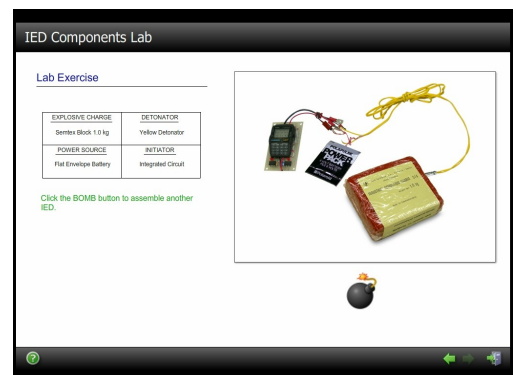 IED Components Lab
Lab Exercise
EXPLOSIVE CHARGE
DETONATOR
Semtex Block 1.0 kg
Yellow Detonator
POWER SOURCE
INITIATOR
Flat Envelope Battery
Integrated Circuit
Click the BOMB button to assemble another
IED.
POLAROID
POWER
PACK